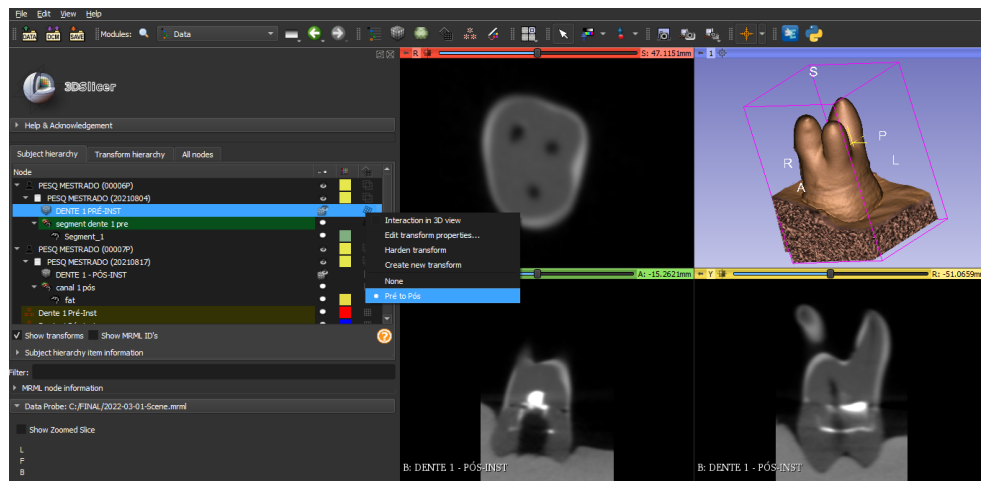 File Edit View Help
DATA DCM SAVE Modules: Data
R S: 47.1151mm 1
3DSlicer
Help & Acknowledgement
Subject hierarchy Transform hierarchy All nodes
Node
PESQ MESTRADO (00006P)
PESQ MESTRADO (20210804)
DENTE 1 PRÉ-INST
segment dente 1 pre
Segment_1
PESQ MESTRADO (00007P)
PESQ MESTRADO (20210817)
DENTE 1 - PÓS-INST
canal 1 pós
fat
Dente 1 Pré-Inst
Interaction in 3D view
Edit transform properties...
Harden transform
Create new transform
None
Pré to Pós
S
P
R
L
A
A: -15.2621mm Y R: -51.0659m
Show transforms Show MRML ID's
Subject hierarchy item information
Filter:
MRML node information
Data Probe: C:/FINAL/2022-03-01-Scene.mrml
Show Zoomed Slice
L
F
B
B: DENTE 1 - PÓS-INST
B: DENTE 1 - PÓS-INST